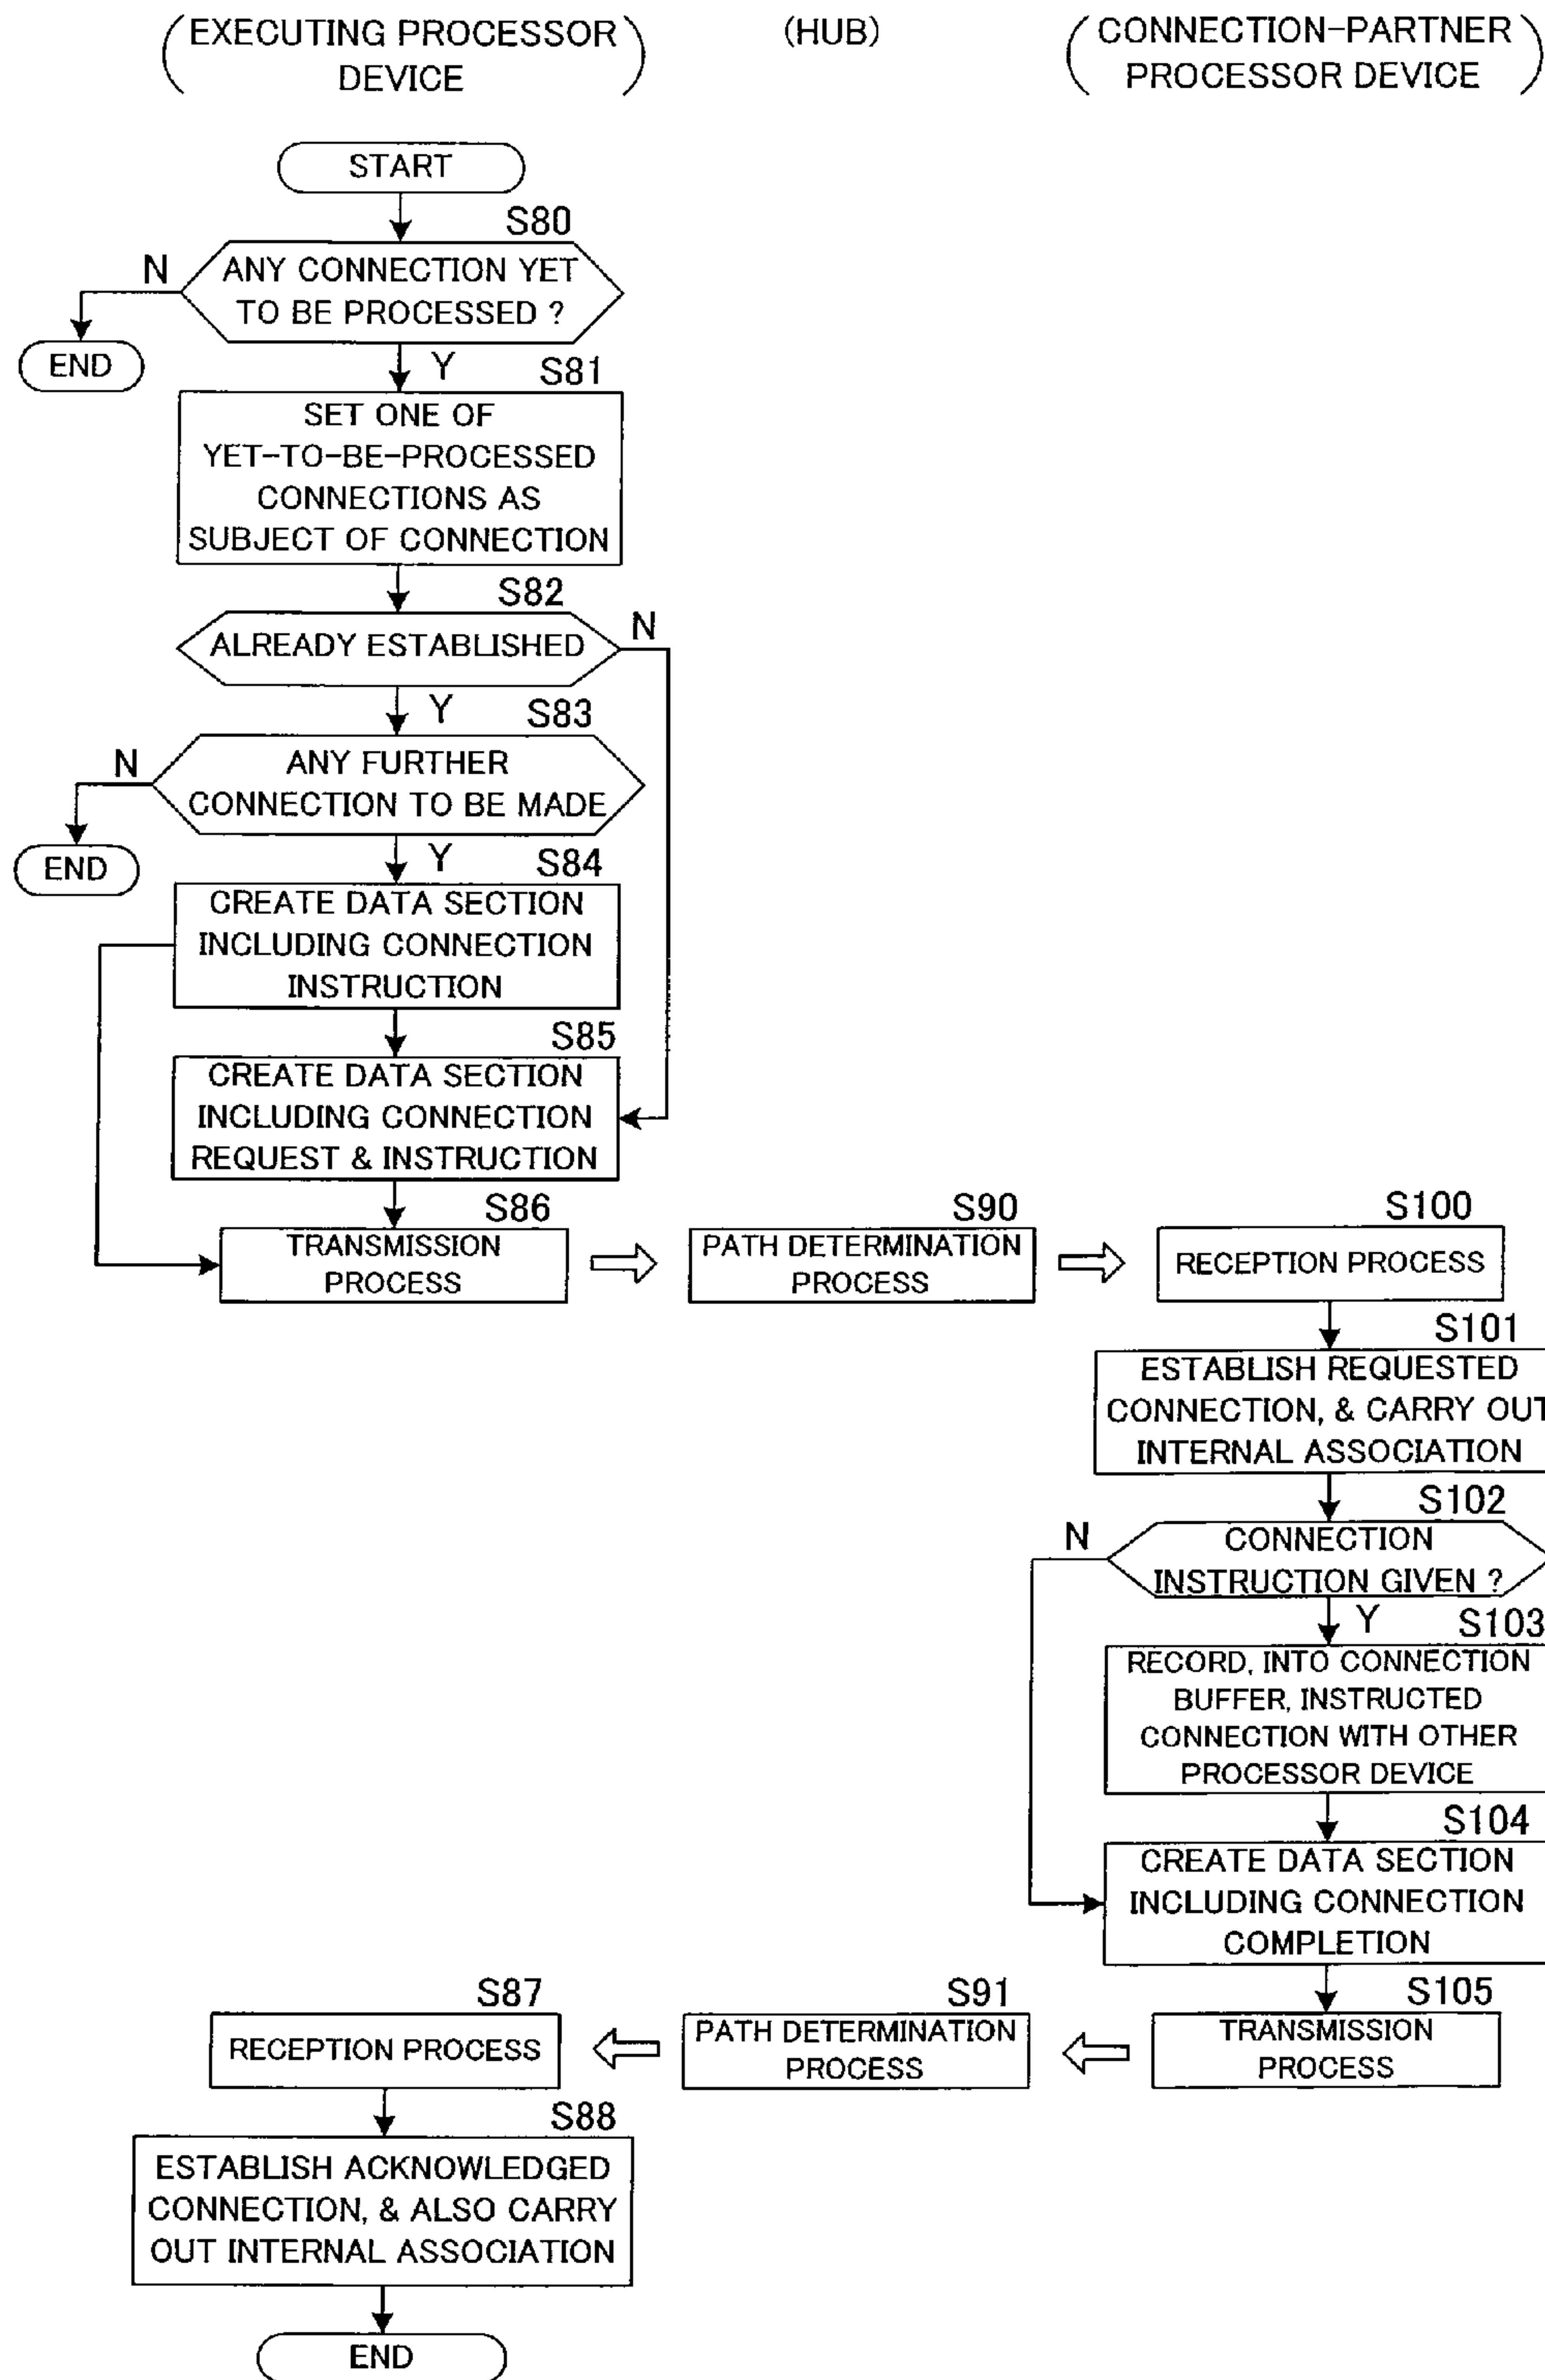 EXECUTING PROCESSOR
DEVICE
(HUB)
CONNECTION-PARTNER
PROCESSOR DEVICE
START
S80
N
ANY CONNECTION YET
TO BE PROCESSED ?
END
Y
S81
SET ONE OF
YET-TO-BE-PROCESSED
CONNECTIONS AS
SUBJECT OF CONNECTION
S82
N
ALREADY ESTABLISHED
Y
S83
N
ANY FURTHER
CONNECTION TO BE MADE
END
Y
S84
CREATE DATA SECTION
INCLUDING CONNECTION
INSTRUCTION
S85
CREATE DATA SECTION
INCLUDING CONNECTION
REQUEST & INSTRUCTION
S86
TRANSMISSION
PROCESS
S90
PATH DETERMINATION
PROCESS
S100
RECEPTION PROCESS
S101
ESTABLISH REQUESTED
CONNECTION, & CARRY OUT
INTERNAL ASSOCIATION
S102
N
CONNECTION
INSTRUCTION GIVEN ?
Y
S103
RECORD, INTO CONNECTION
BUFFER, INSTRUCTED
CONNECTION WITH OTHER
PROCESSOR DEVICE
S104
CREATE DATA SECTION
INCLUDING CONNECTION
COMPLETION
S105
TRANSMISSION
PROCESS
S91
PATH DETERMINATION
PROCESS
S87
RECEPTION PROCESS
S88
ESTABLISH ACKNOWLEDGED
CONNECTION, & ALSO CARRY
OUT INTERNAL ASSOCIATION
END